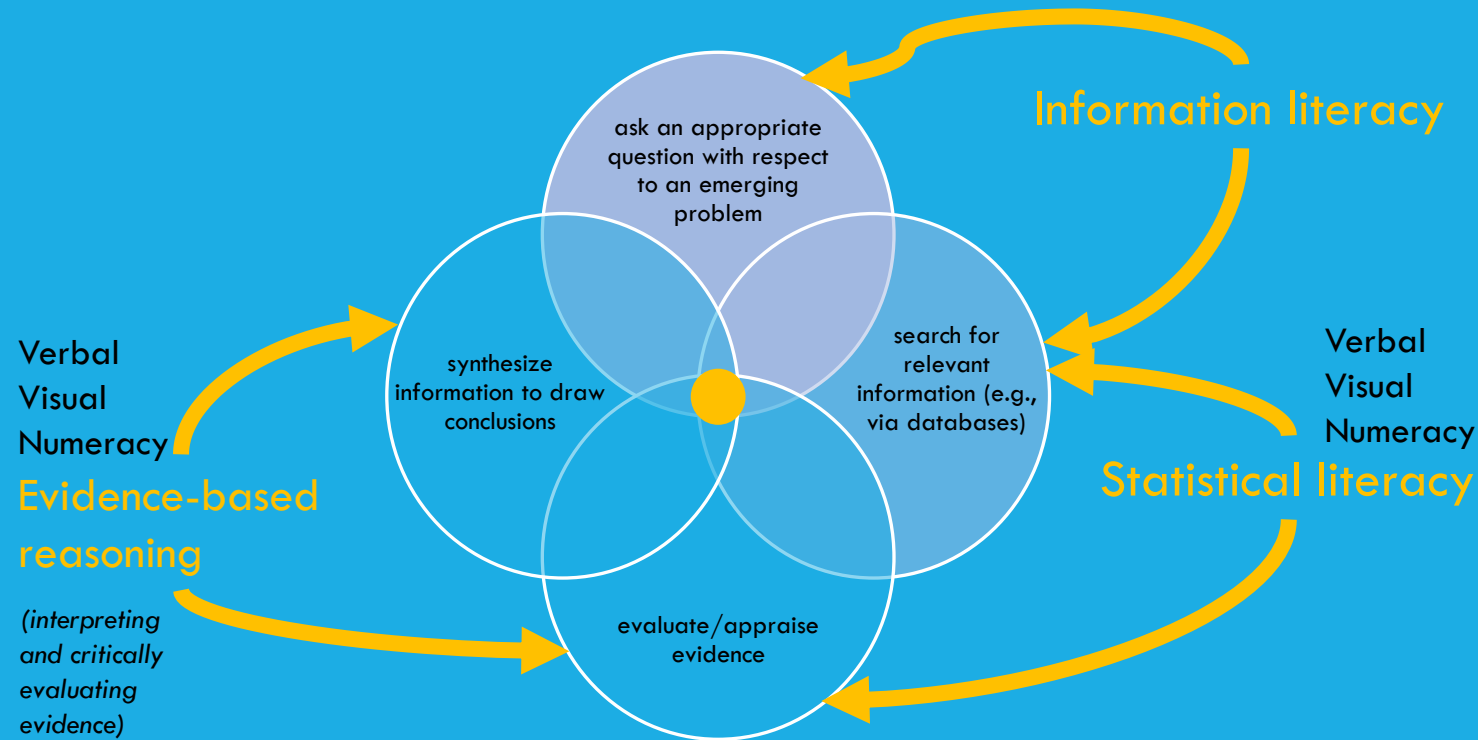 Information literacy
ask an appropriate
question with respect
to an emerging
problem
search for
relevant
information (e.g.,
via databases)
synthesize
information to draw
conclusions
evaluate/appraise
evidence
Verbal
Visual
Numeracy
Evidence-based
reasoning
(interpreting
and critically
evaluating
evidence)
Verbal
Visual
Numeracy
Statistical literacy